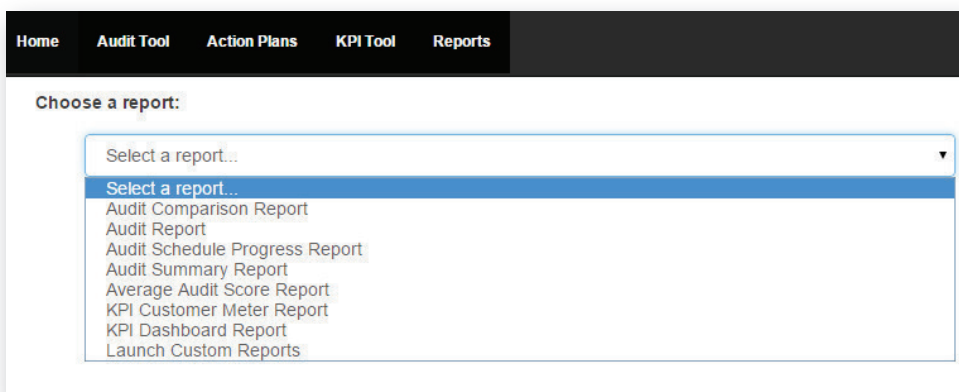 Home Audit Tool Action Plans KPI Tool Reports
Choose a report:
Select a report...
Select a report...
Audit Comparison Report
Audit Report
Audit Schedule Progress Report
Audit Summary Report
Average Audit Score Report
KPI Customer Meter Report
KPI Dashboard Report
Launch Custom Reports